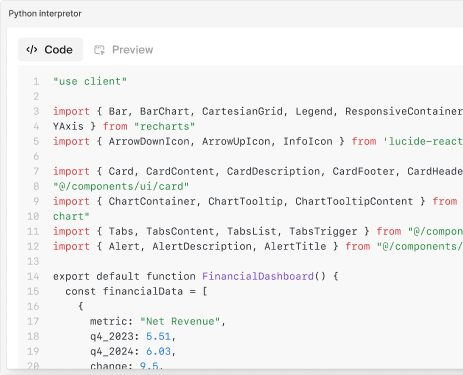 Python interpretor
Code Preview
1 "use client"
2
3 import { Bar, BarChart, CartesianGrid, Legend, ResponsiveContainer
4 YAxis } from "recharts"
5 import { ArrowDownIcon, ArrowUpIcon, InfoIcon } from 'lucide-react
6
7 import { Card, CardContent, CardDescription, CardFooter, CardHeade
8 "@/components/ui/card"
9 import { ChartContainer, ChartTooltip, ChartTooltipContent } from
10 chart"
11 import { Tabs, TabsContent, TabsList, TabsTrigger } from "@/compon
12 import { Alert, AlertDescription, AlertTitle } from "@/components/
13
14 export default function FinancialDashboard() {
15 const financialData = [
16 {
17 metric: "Net Revenue",
18 q4_2023: 5.51,
19 q4_2024: 6.03,
20 change: 9.5,